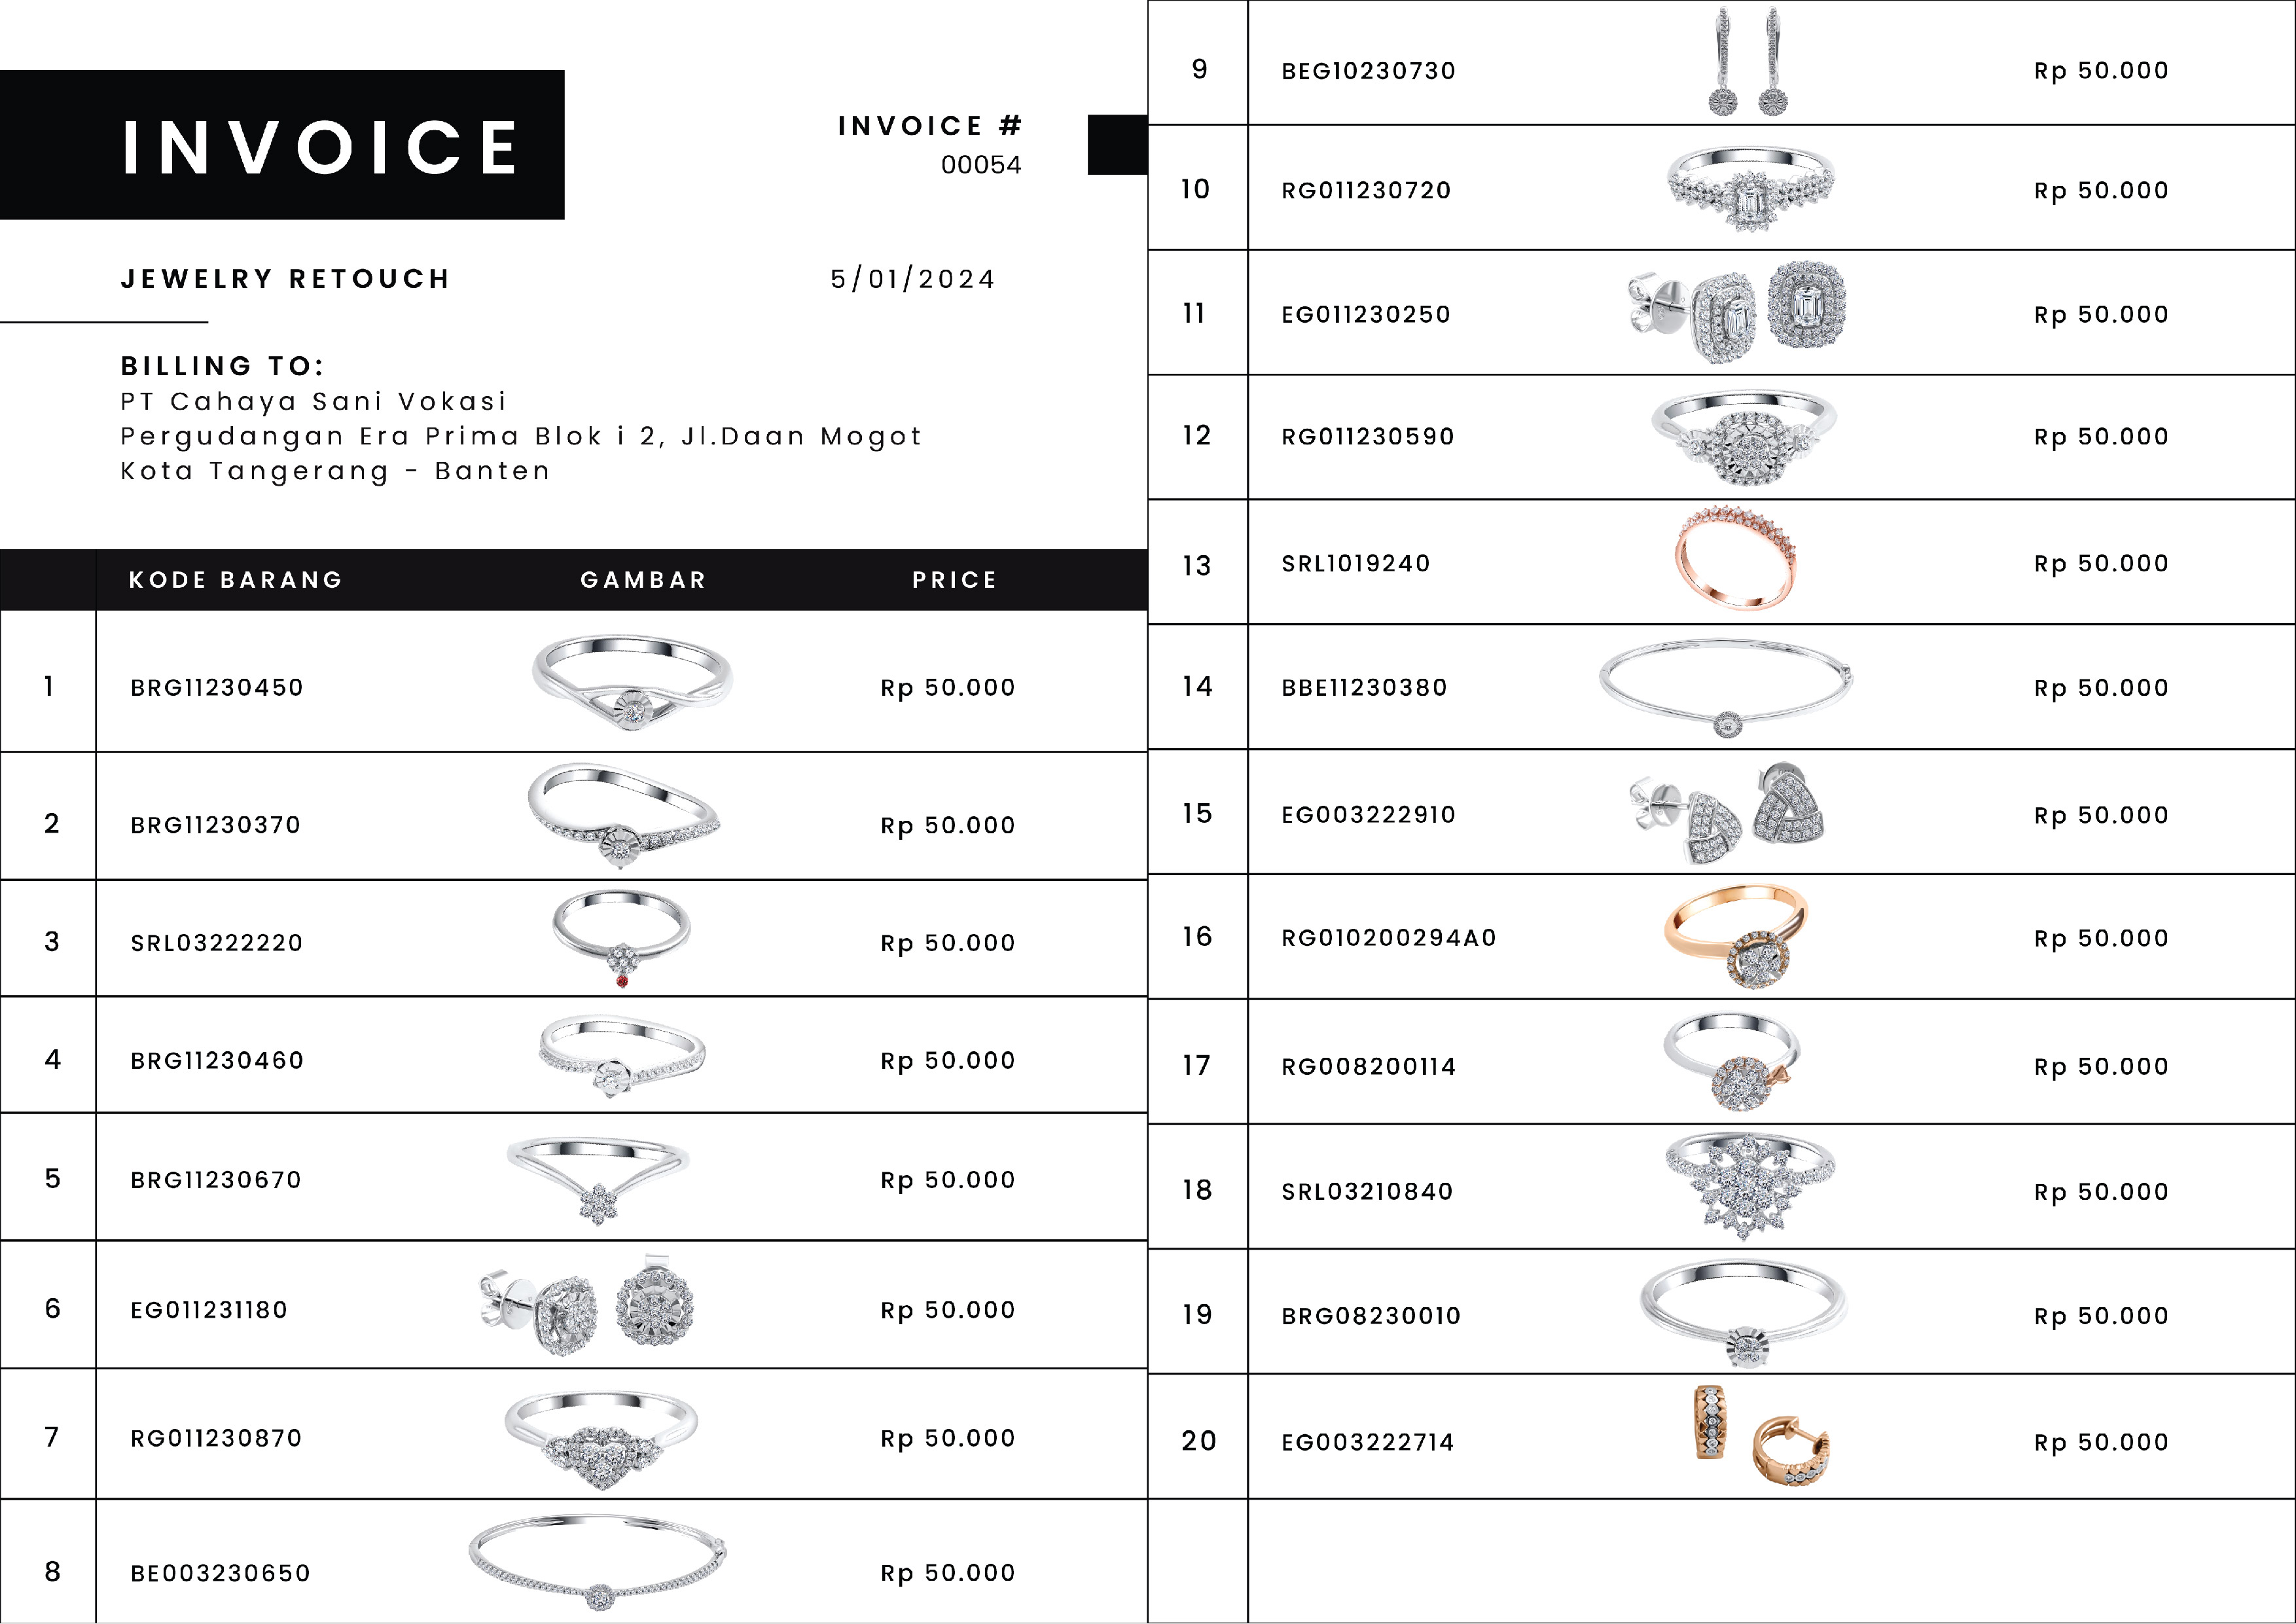 INVOICE
INVOICE #
00054
JEWELRY RETOUCH
5/01/2024
BILLING TO:
PT Cahaya Sani Vokasi
Pergudangan Era Prima Blok i 2, Jl.Daan Mogot
Kota Tangerang - Banten
KODE BARANG GAMBAR PRICE
1 BRG11230450 Rp 50.000
2 BRG11230370 Rp 50.000
3 SRL03222220 Rp 50.000
4 BRG11230460 Rp 50.000
5 BRG11230670 Rp 50.000
6 EG011231180 Rp 50.000
7 RG011230870 Rp 50.000
8 BE003230650 Rp 50.000
9 BEG10230730 Rp 50.000
10 RG011230720 Rp 50.000
11 EG011230250 Rp 50.000
12 RG011230590 Rp 50.000
13 SRL1019240 Rp 50.000
14 BBE11230380 Rp 50.000
15 EG003222910 Rp 50.000
16 RG010200294A0 Rp 50.000
17 RG008200114 Rp 50.000
18 SRL03210840 Rp 50.000
19 BRG08230010 Rp 50.000
20 EG003222714 Rp 50.000